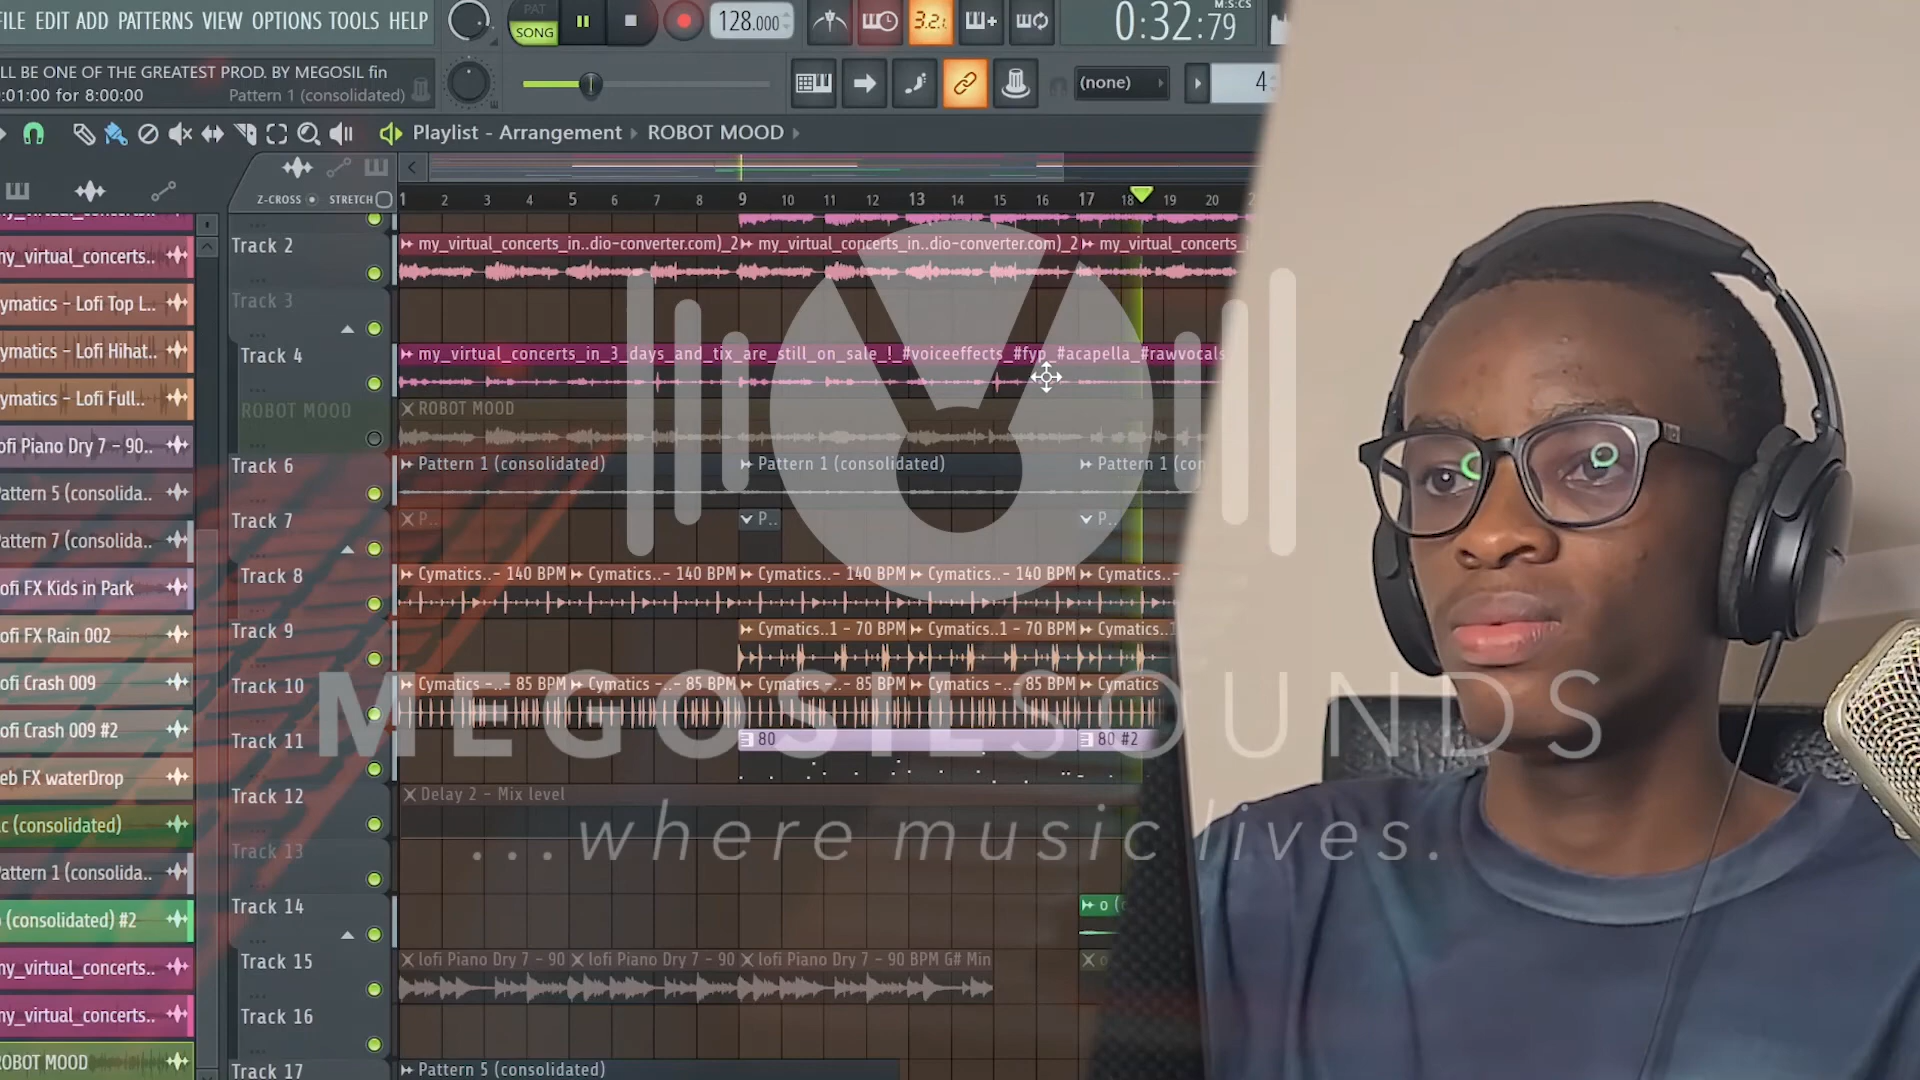 FILE EDIT ADD PATTERNS VIEW OPTIONS TOOLS HELP
PAT
SONG
128.000
3.2
M:S:CS
0:32:79
LL BE ONE OF THE GREATEST PROD. BY MEGOSIL fin
:01:00 for 8:00:00
Pattern 1 (consolidated)
(none)
4
Playlist - Arrangement
ROBOT MOOD
Z-CROSS
STRETCH
1 2 3 4 5 6 7 8 9 10 11 12 13 14 15 16 17 18 19 20
my_virtual_concerts..
ymatics - Lofi Top L..
ymatics - Lofi Hihat..
ymatics - Lofi Full..
ofi Piano Dry 7 - 90..
attern 5 (consolida..
attern 7 (consolida..
ofi FX Kids in Park
ofi FX Rain 002
ofi Crash 009
ofi Crash 009 #2
eb FX waterDrop
c (consolidated)
attern 1 (consolida..
(consolidated) #2
my_virtual_concerts..
my_virtual_concerts..
ROBOT MOOD
Track 2
my_virtual_concerts_in..dio-converter.com)_2
my_virtual_concerts_in..dio-converter.com)_2
my_virtual_concerts_i
Track 3
Track 4
my_virtual_concerts_in_3_days_and_tix_are_still_on_sale_!_#voiceeffects_#fyp_#acapella_#rawvocals
ROBOT MOOD
ROBOT MOOD
Track 6
Pattern 1 (consolidated)
Pattern 1 (consolidated)
Pattern 1 (con
Track 7
P..
P..
P..
Track 8
Cymatics..- 140 BPM
Cymatics..- 140 BPM
Cymatics..- 140 BPM
Cymatics..- 140 BPM
Cymatics..-
Track 9
Cymatics..1 - 70 BPM
Cymatics..1 - 70 BPM
Cymatics..1
Track 10
Cymatics -..- 85 BPM
Cymatics -..- 85 BPM
Cymatics -..- 85 BPM
Cymatics -..- 85 BPM
Cymatics
Track 11
80
80 #2
MEGOSILSOUNDS
Track 12
Delay 2 - Mix level
...where music lives.
Track 13
Track 14
o (c
Track 15
lofi Piano Dry 7 - 90
lofi Piano Dry 7 - 90
lofi Piano Dry 7 - 90 BPM G# Min
o
Track 16
Track 17
Pattern 5 (consolidated)